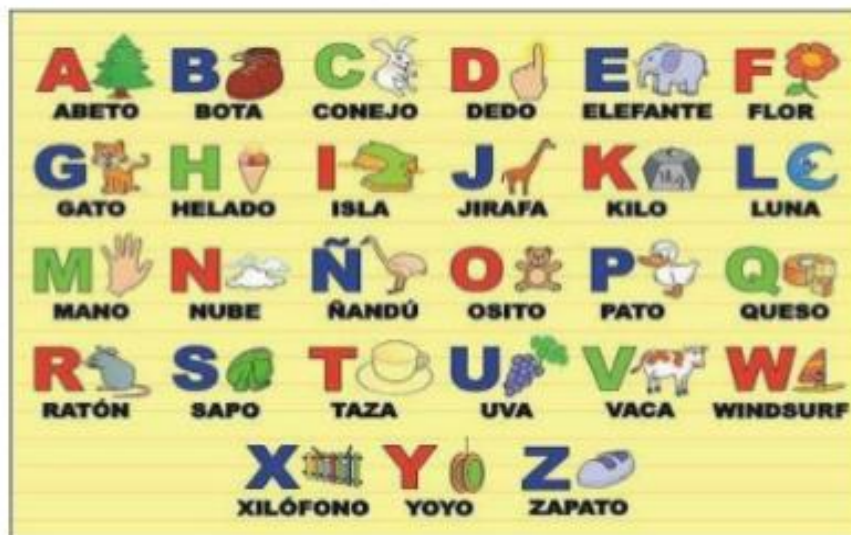 A B C D E F
ABETO BOTA CONEJO DEDO ELEFANTE FLOR
G H I J K L
GATO HELADO ISLA JIRAFA KILO LUNA
M N Ñ O P Q
MANO NUBE ÑANDÚ OSITO PATO QUESO
R S T U V W
RATÓN SAPO TAZA UVA VACA WINDSURF
X Y Z
XILÓFONO YOYO ZAPATO